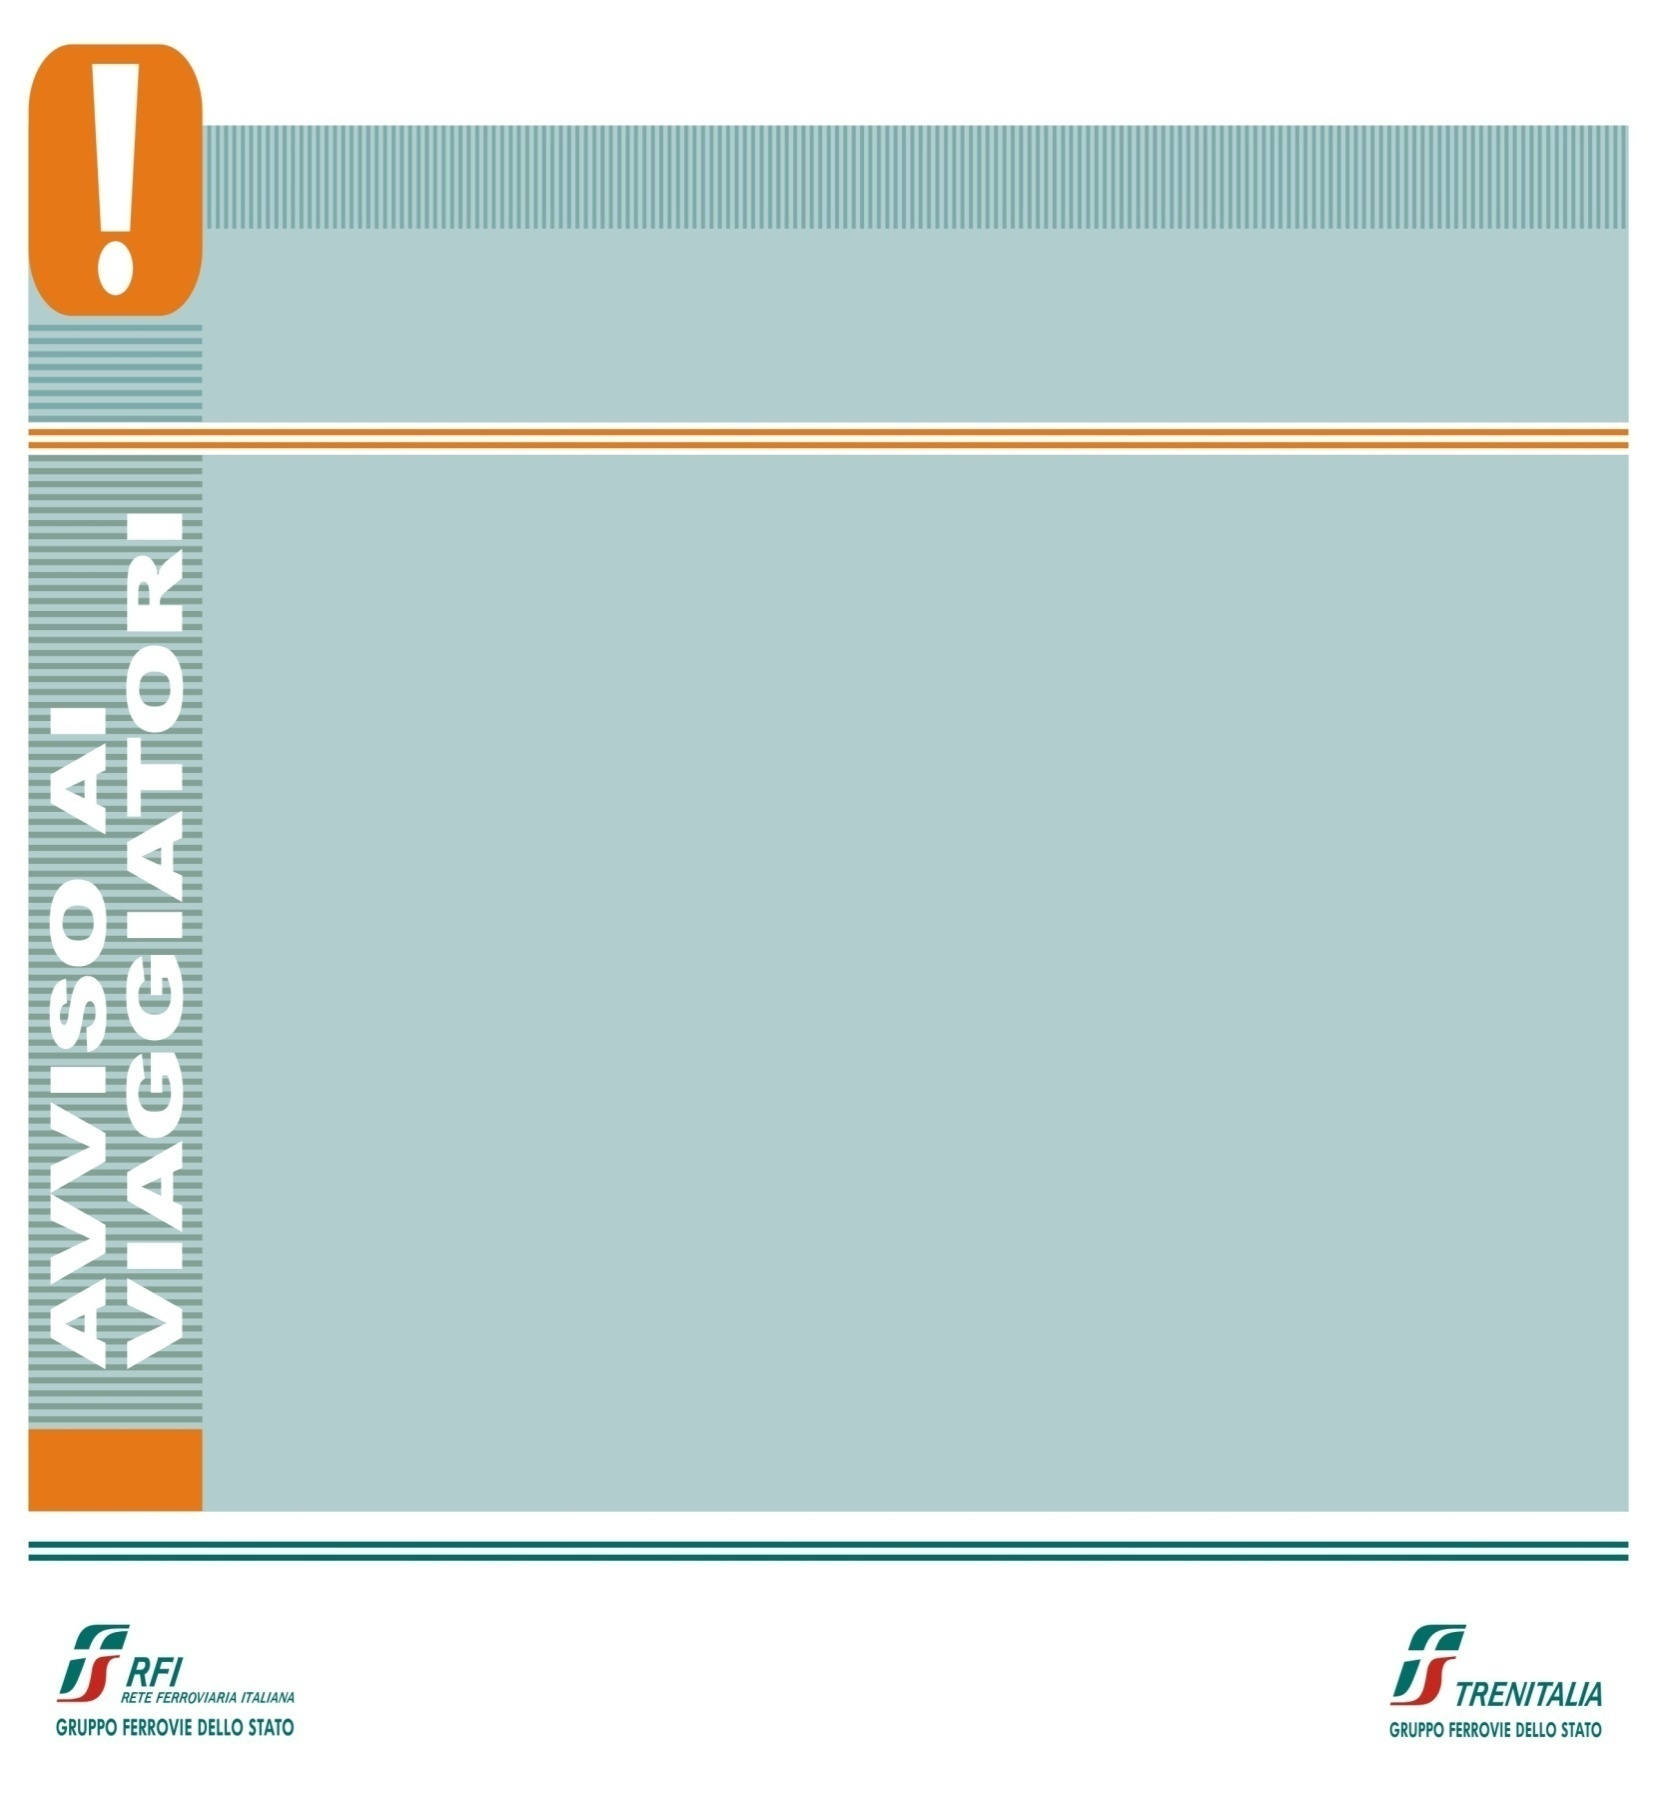 !
AVVISO AI
VIAGGIATORI
RFI
RETE FERROVIARIA ITALIANA
GRUPPO FERROVIE DELLO STATO
TRENITALIA
GRUPPO FERROVIE DELLO STATO